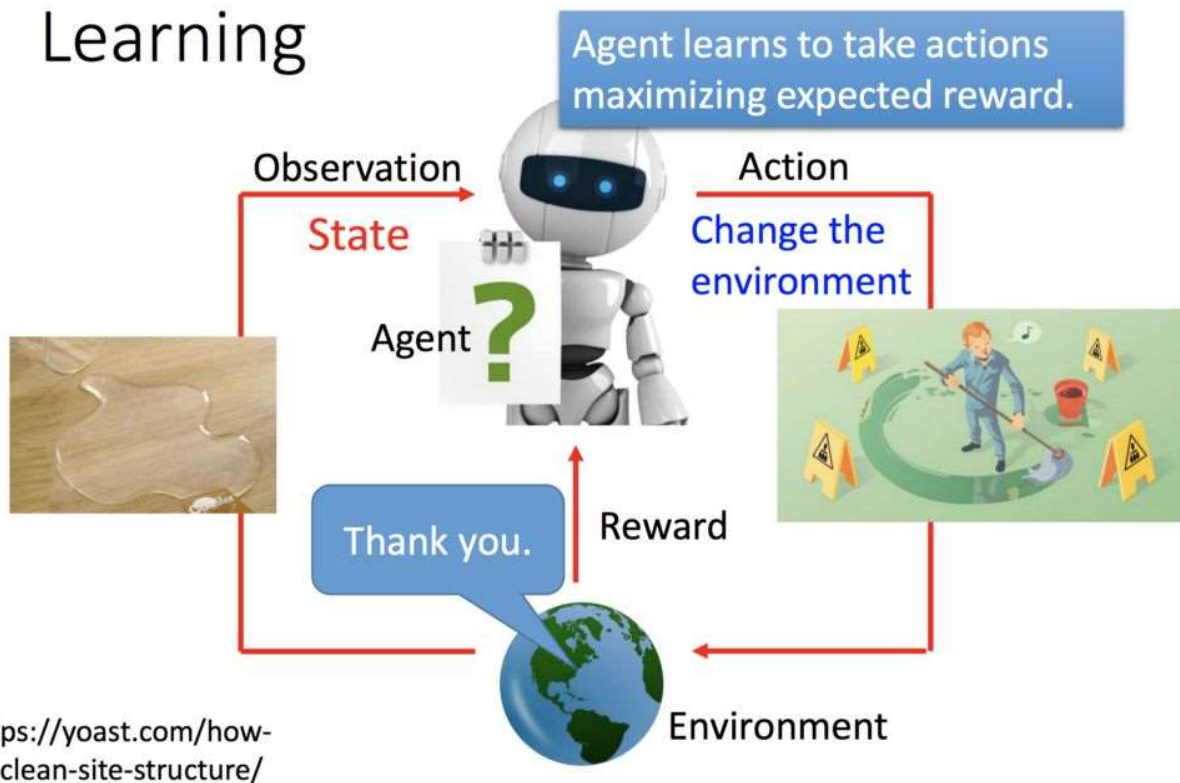 Learning
Agent learns to take actions
maximizing expected reward.
Observation
Action
State
Change the
environment
?
Agent
Thank you.
Reward
Environment
ps://yoast.com/how-
clean-site-structure/